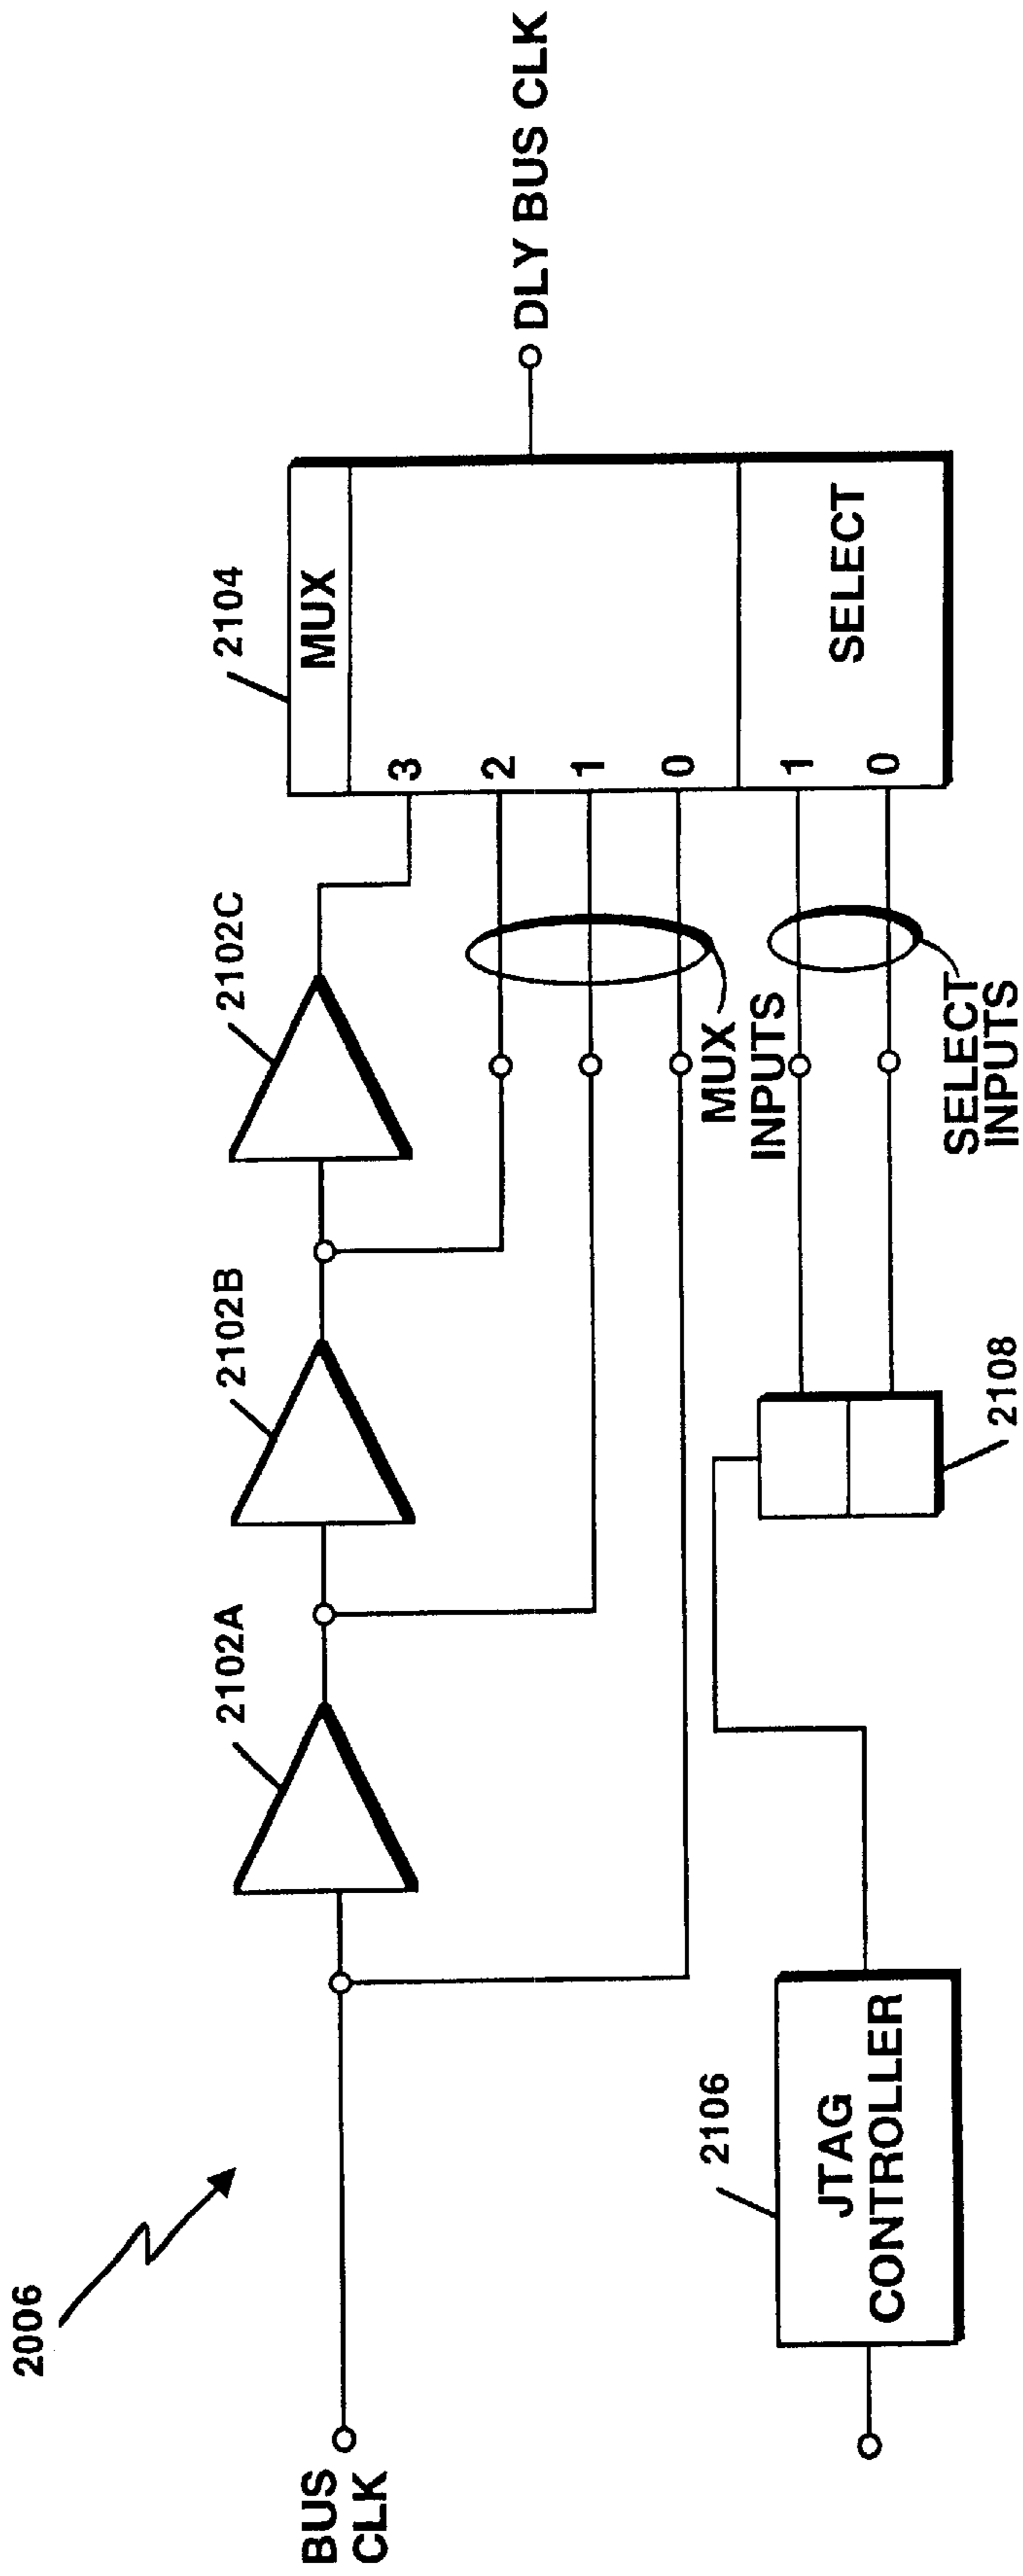 2006
BUS
CLK
2102A
2102B
2102C
2104
MUX
3
2
1
0
1
0
SELECT
DLY BUS CLK
MUX
INPUTS
SELECT
INPUTS
2106
JTAG
CONTROLLER
2108